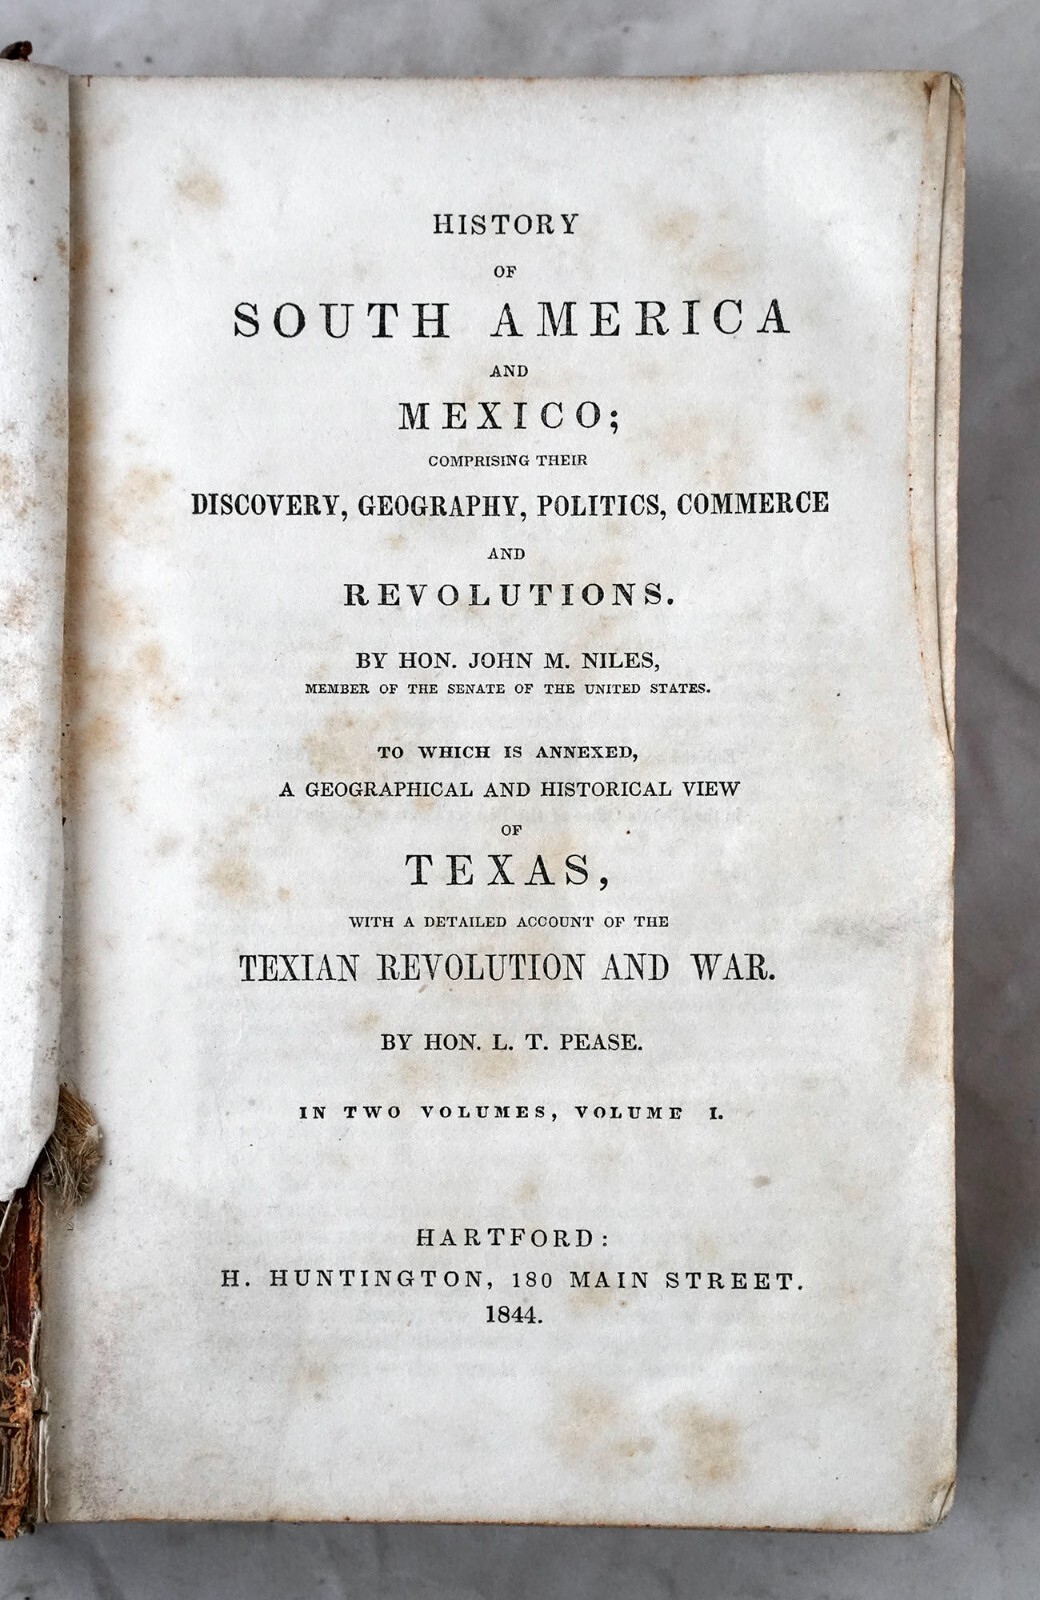 HISTORY
OF
SOUTH AMERICA
AND
MEXICO;
COMPRISING THEIR
DISCOVERY, GEOGRAPHY, POLITICS, COMMERCE
AND
REVOLUTIONS.
BY HON. JOHN M. NILES,
MEMBER OF THE SENATE OF THE UNITED STATES.
TO WHICH IS ANNEXED,
A GEOGRAPHICAL AND HISTORICAL VIEW
OF
TEXAS,
WITH A DETAILED ACCOUNT OF THE
TEXIAN REVOLUTION AND WAR.
BY HON. L. T. PEASE.
IN TWO VOLUMES, VOLUME I.
HARTFORD:
H. HUNTINGTON, 180 MAIN STREET.
1844.